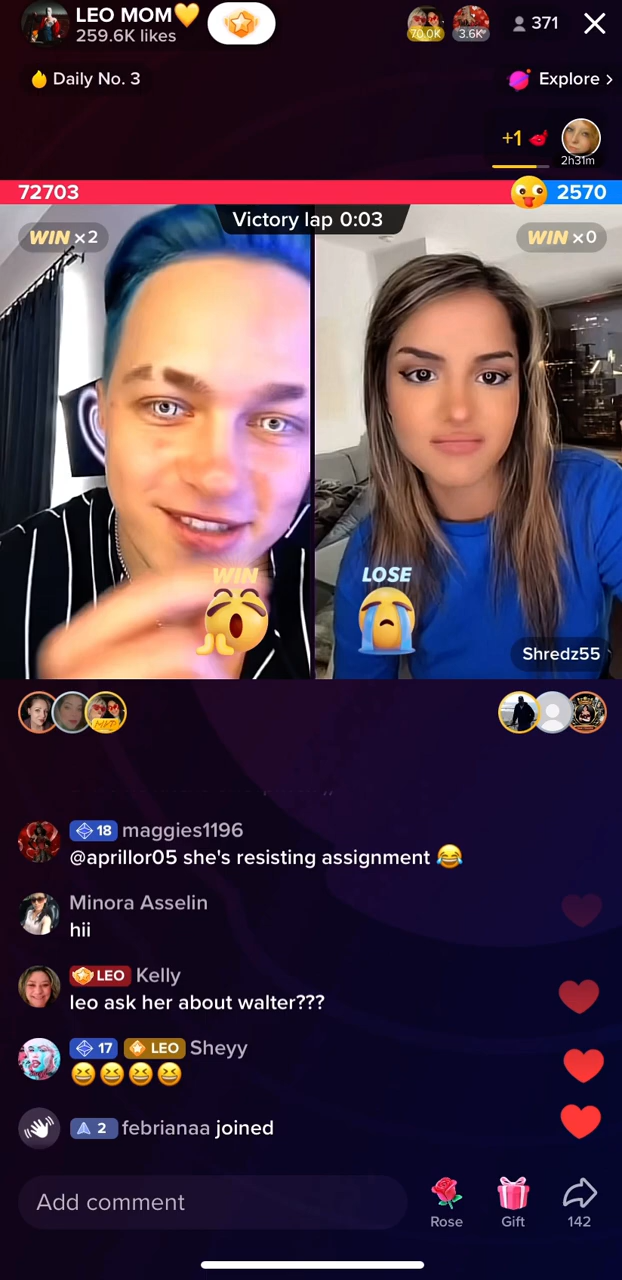 LEO MOM💛
259.6K likes
70.0K
3.6K
371
Daily No. 3
Explore >
+1
2h31m
72703
2570
Victory lap 0:03
WIN x2
WIN x0
WIN
LOSE
Shredz55
18 maggies1196
@aprillor05 she's resisting assignment 😂
Minora Asselin
hii
LEO Kelly
leo ask her about walter???
17 LEO Sheyy
😆😆😆😆
2 febrianaa joined
Add comment
Rose
Gift
142